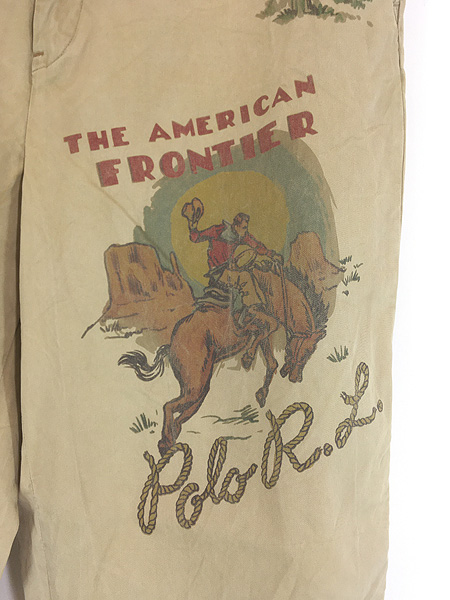 THE AMERICAN
FRONTIER
Polo R.L.